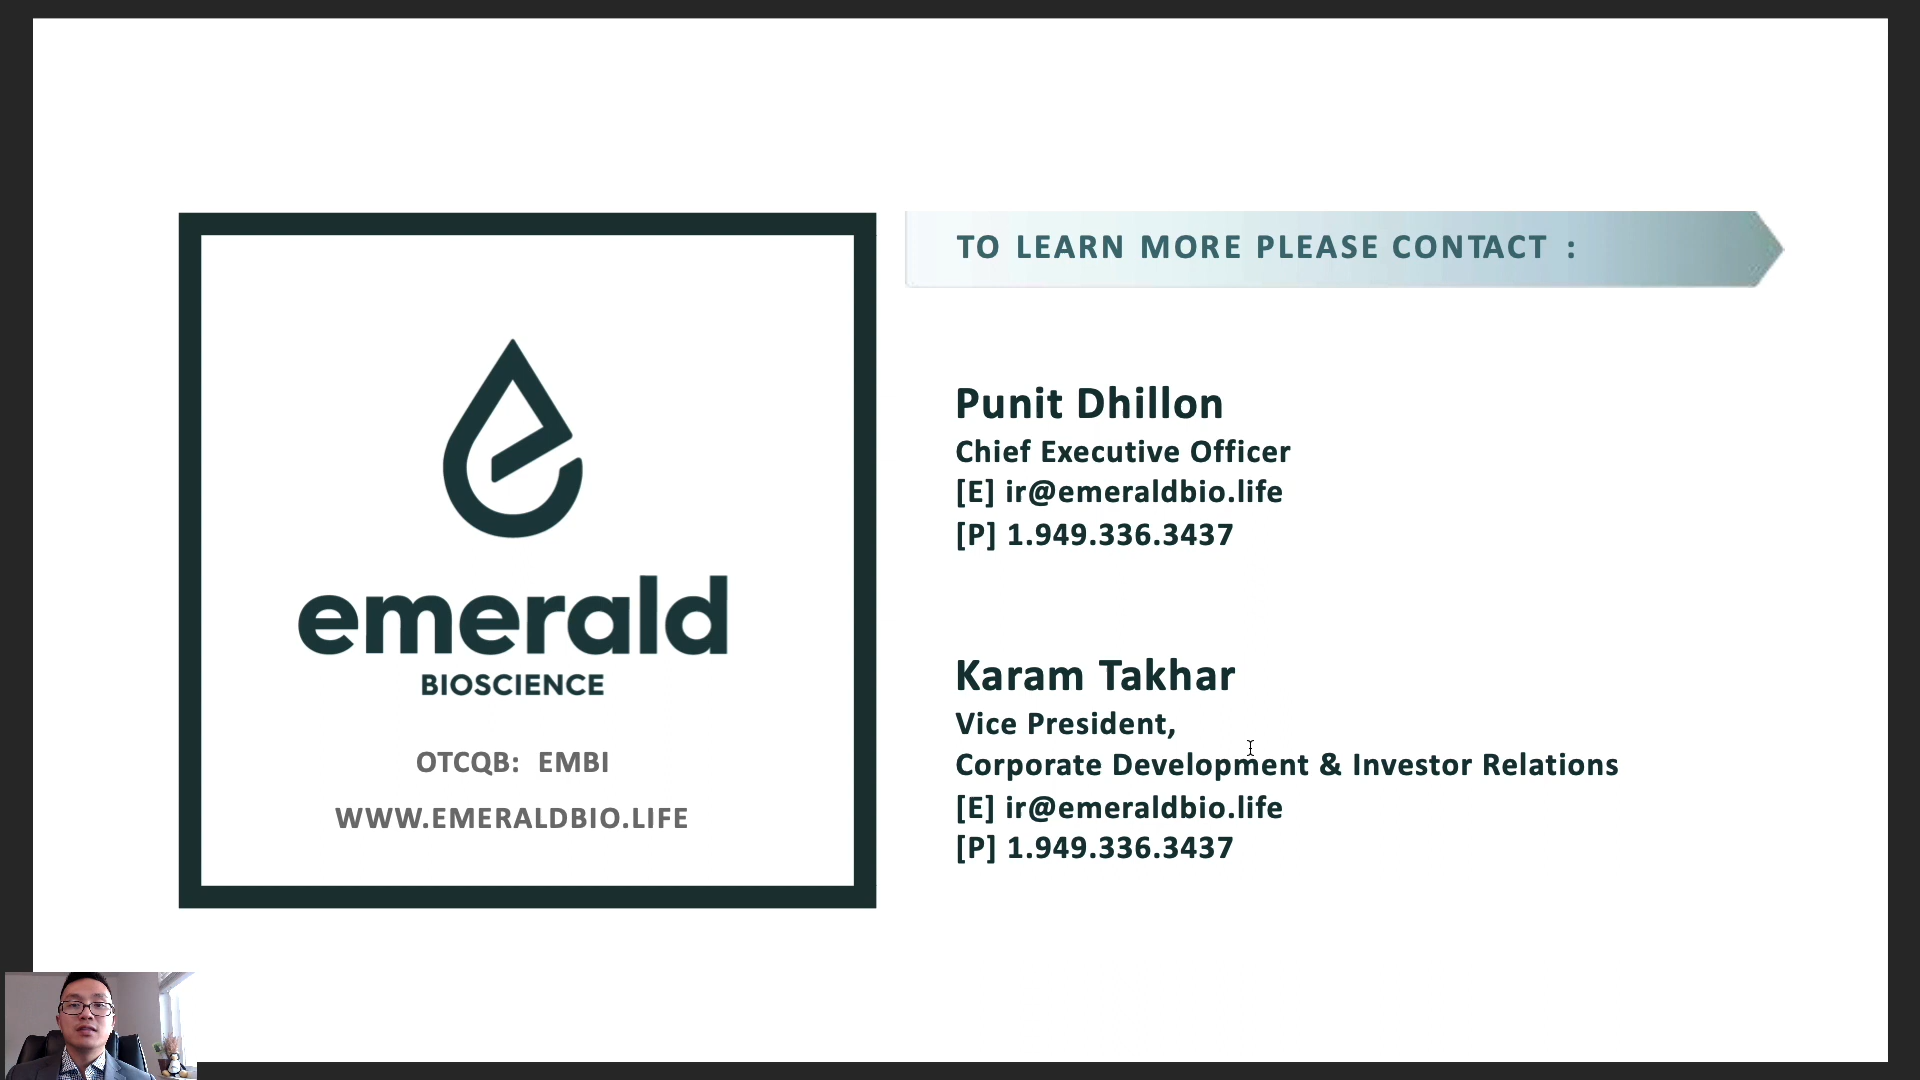 emerald
BIOSCIENCE
OTCQB: EMBI
WWW.EMERALDBIO.LIFE
TO LEARN MORE PLEASE CONTACT :
Punit Dhillon
Chief Executive Officer
[E] ir@emeraldbio.life
[P] 1.949.336.3437
Karam Takhar
Vice President,
Corporate Development & Investor Relations
[E] ir@emeraldbio.life
[P] 1.949.336.3437